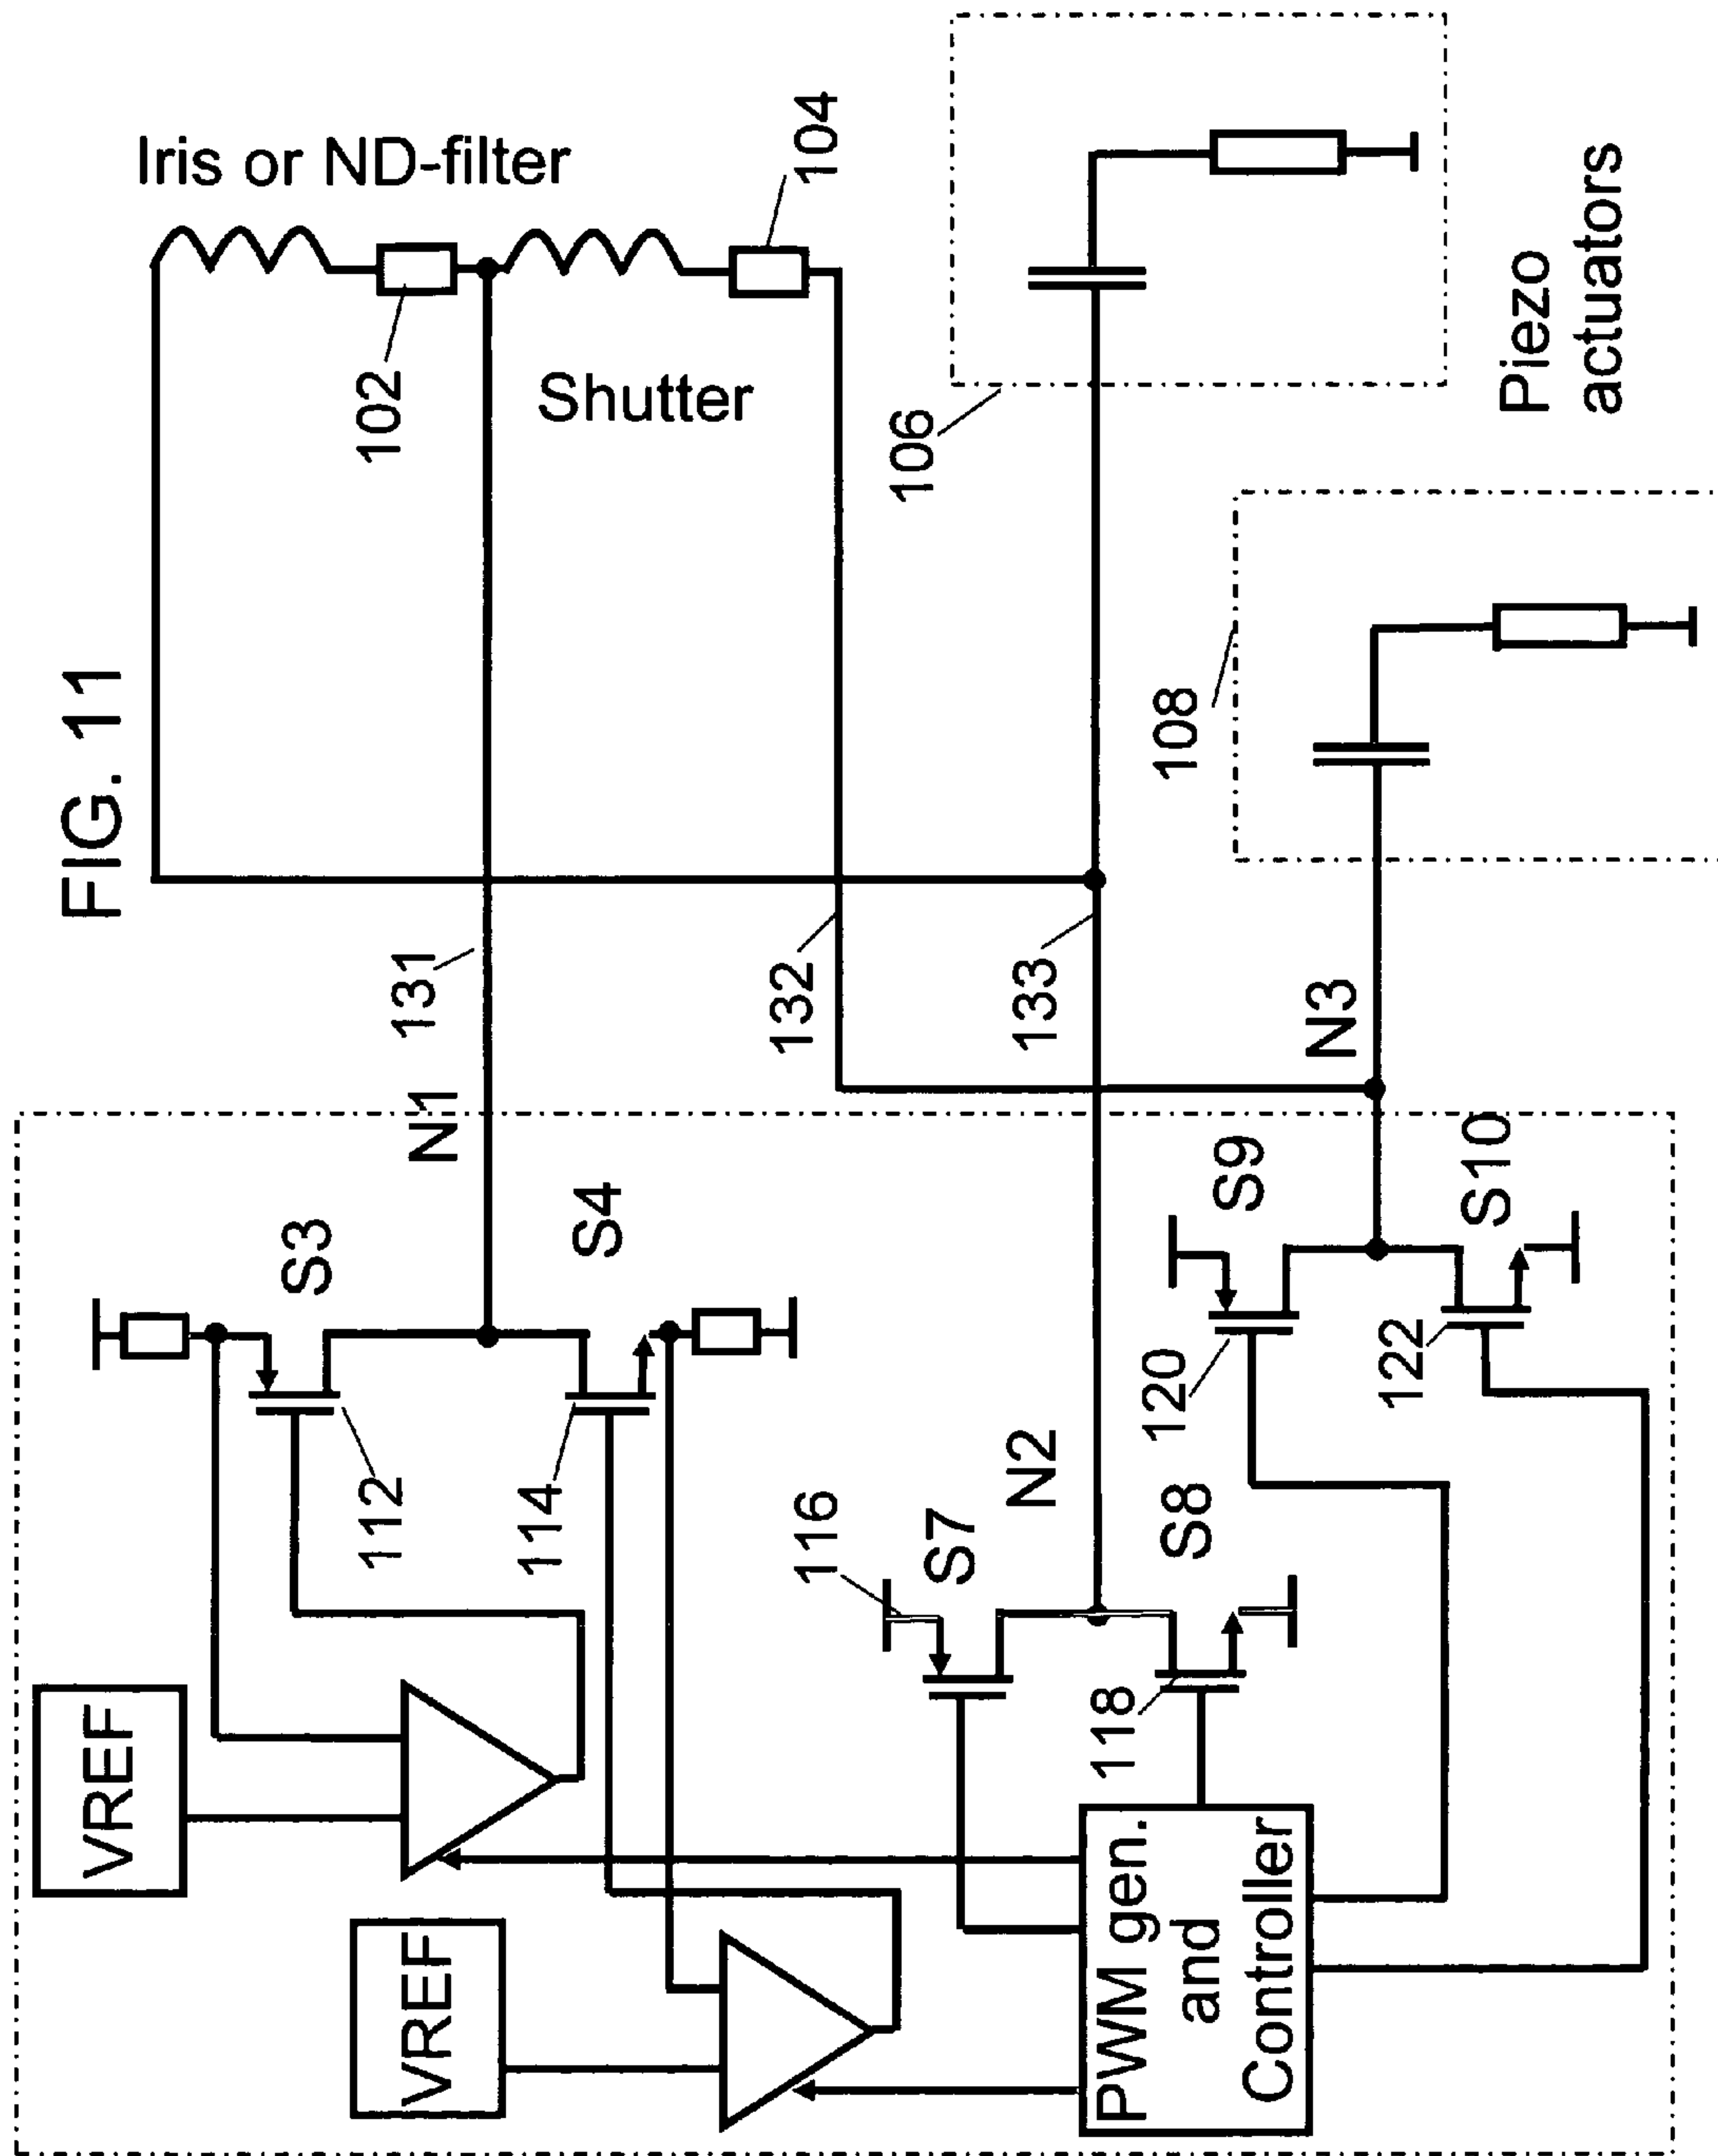 FIG. 11
Iris or ND-filter
102
Shutter
104
131
N1
132
106
133
Piezo
actuators
108
N3
S3
S4
112
114
VREF
VREF
116
S7
N2
S8
118
S9
120
S10
122
PWM gen.
and
Controller